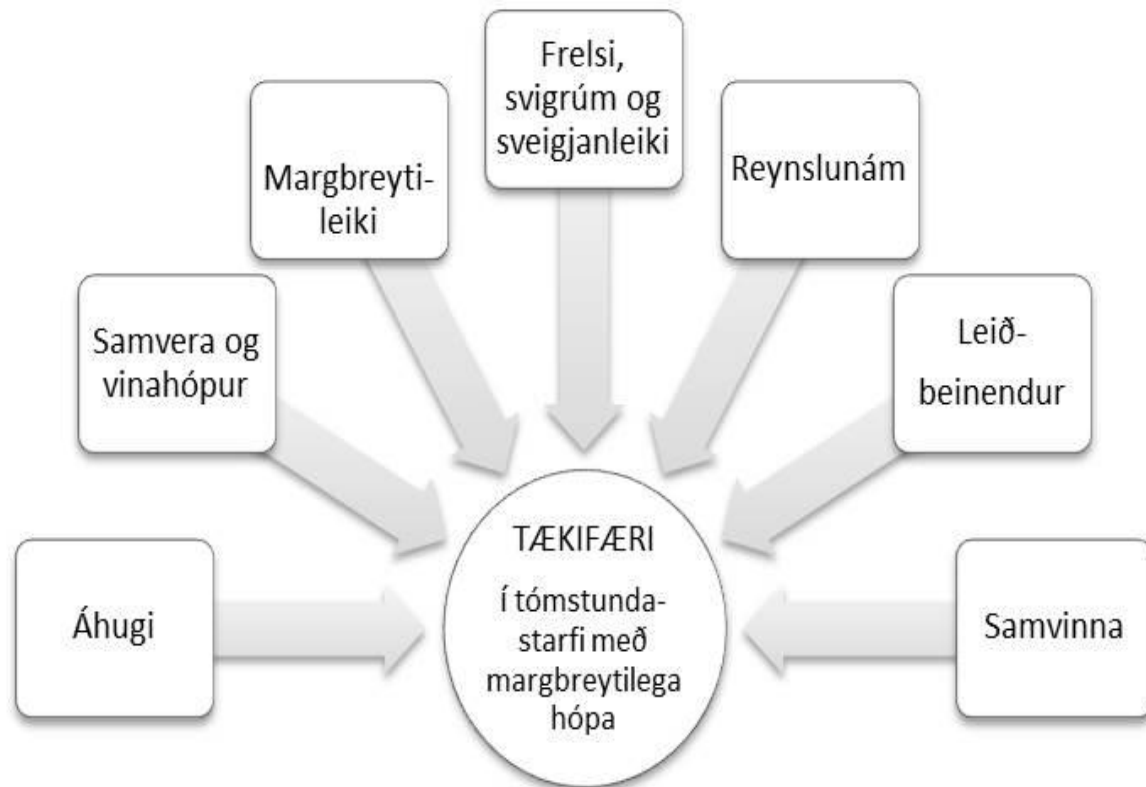 Frelsi,
svigrúm og
sveigjanleiki
Margbreyti-
leiki
Reynslunám
Samvera og
vinahópur
Leið-
beinendur
Áhugi
TÆKIFÆRI
í tómstunda-
starfi með
margbreytilega
hópa
Samvinna